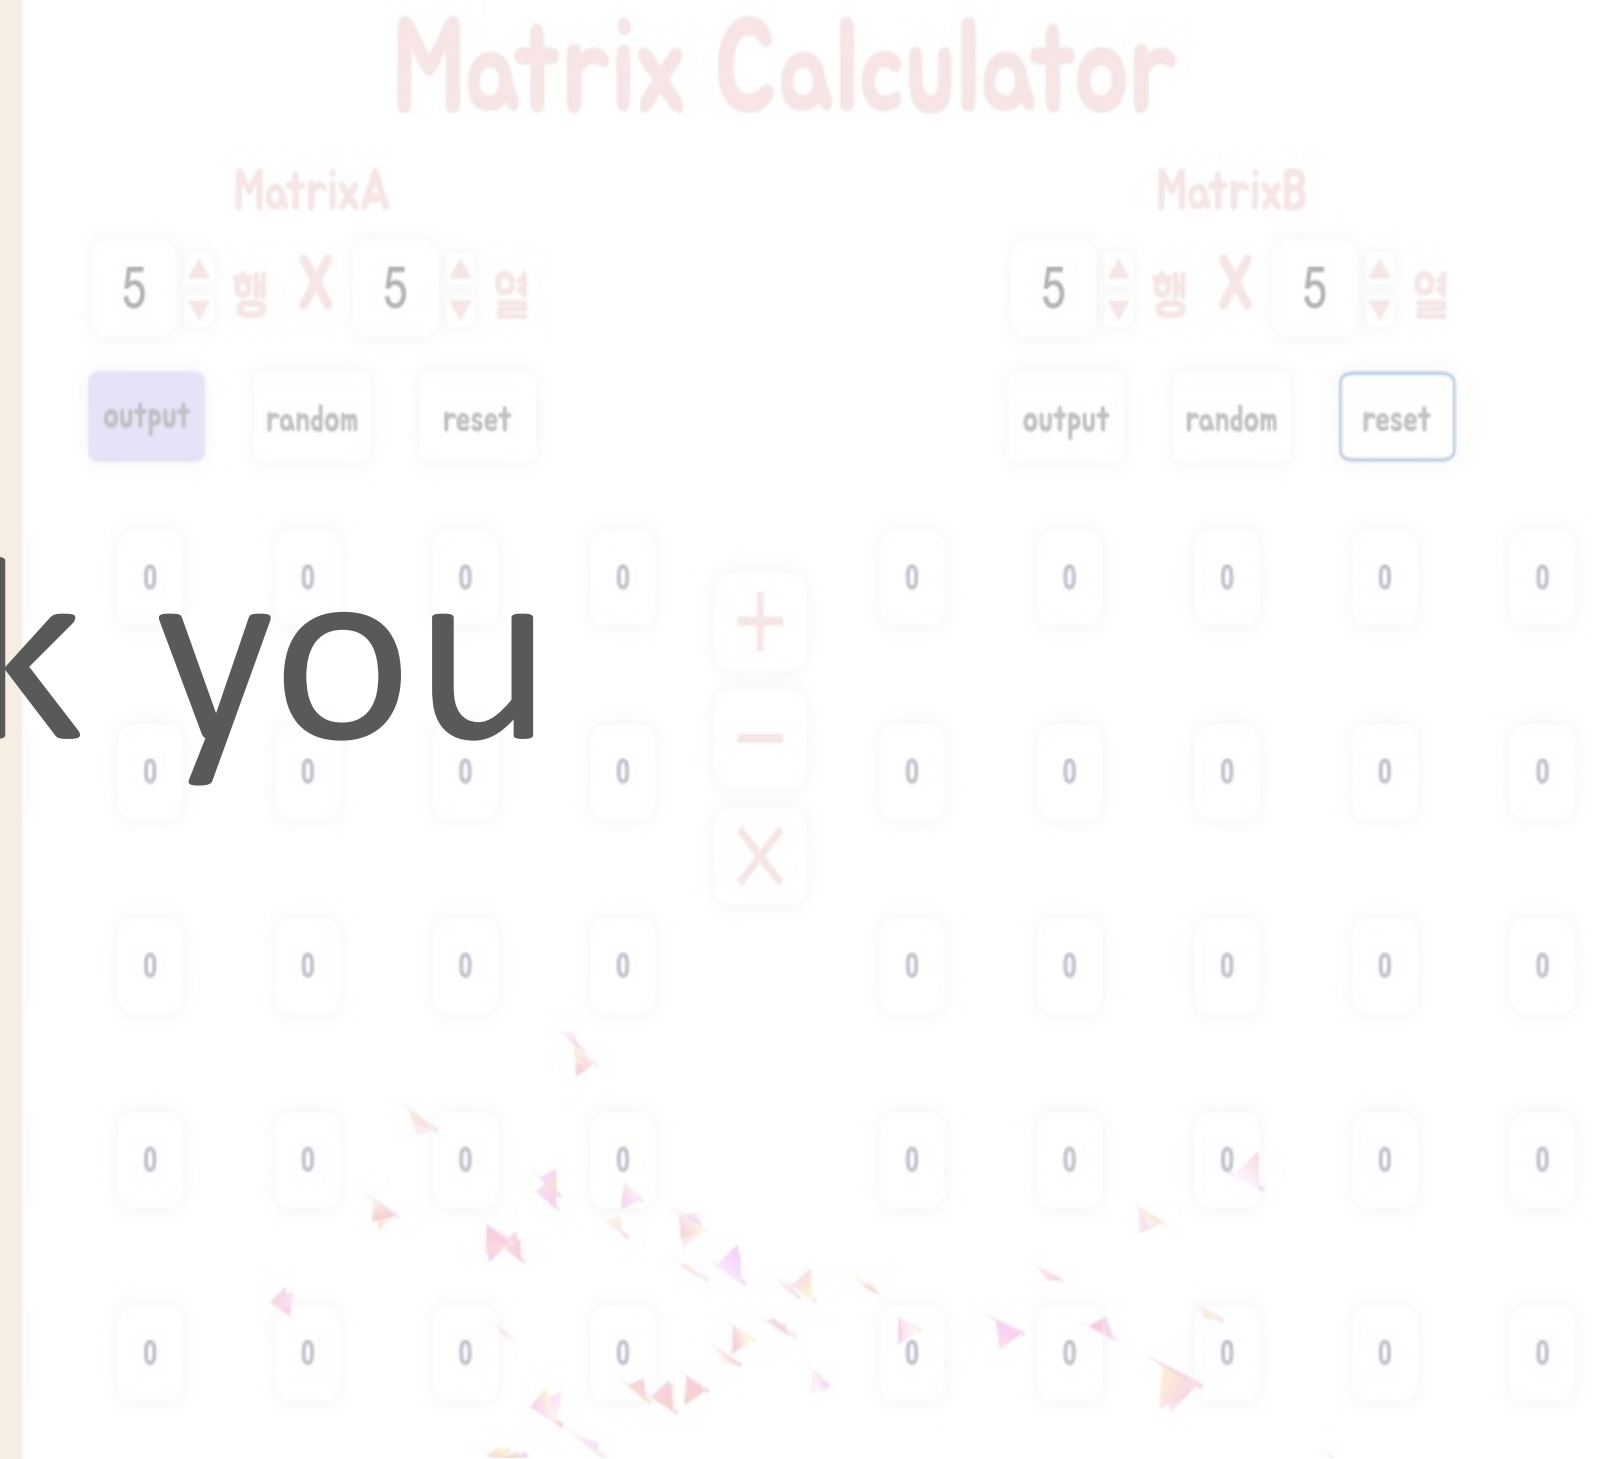 Matrix Calculator
MatrixA MatrixB
5 행 X 5 열 5 행 X 5 열
output random reset output random reset
0 0 0 0 0 0 0 0 0
+
k you
−
0 0 0 0 0 0 0 0 0
X
0 0 0 0 0 0 0 0 0
0 0 0 0 0 0 0 0 0
0 0 0 0 0 0 0 0 0